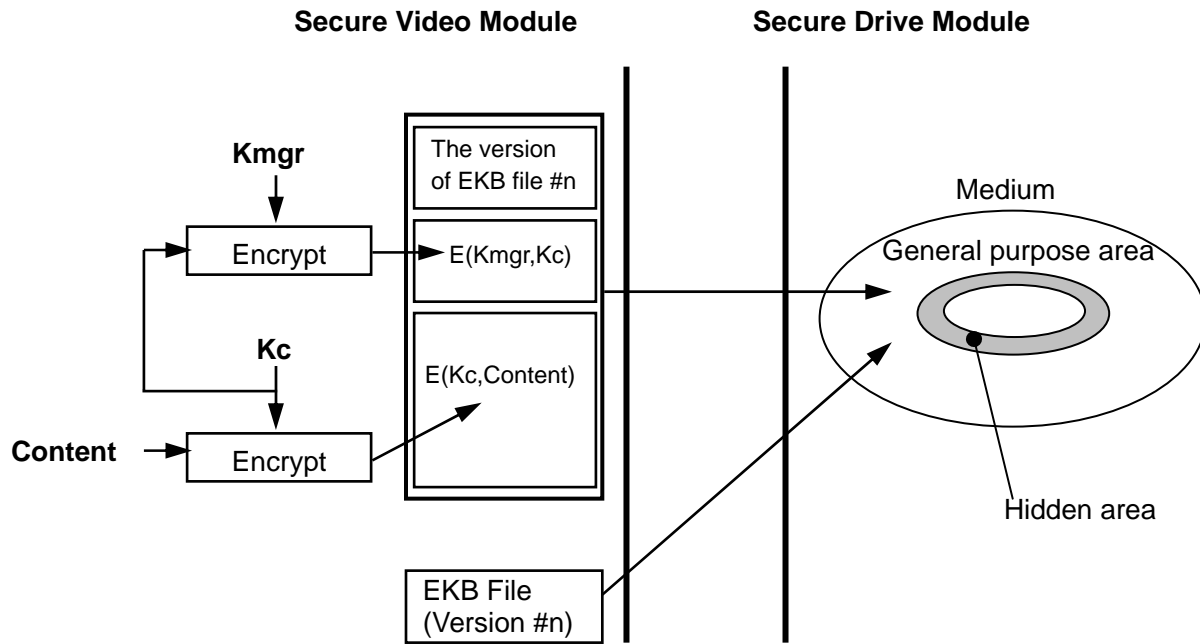 Secure Video Module
Secure Drive Module
Kmgr
The version
of EKB file #n
Encrypt
E(Kmgr,Kc)
Medium
General purpose area
Kc
E(Kc,Content)
Content
Encrypt
Hidden area
EKB File
(Version #n)